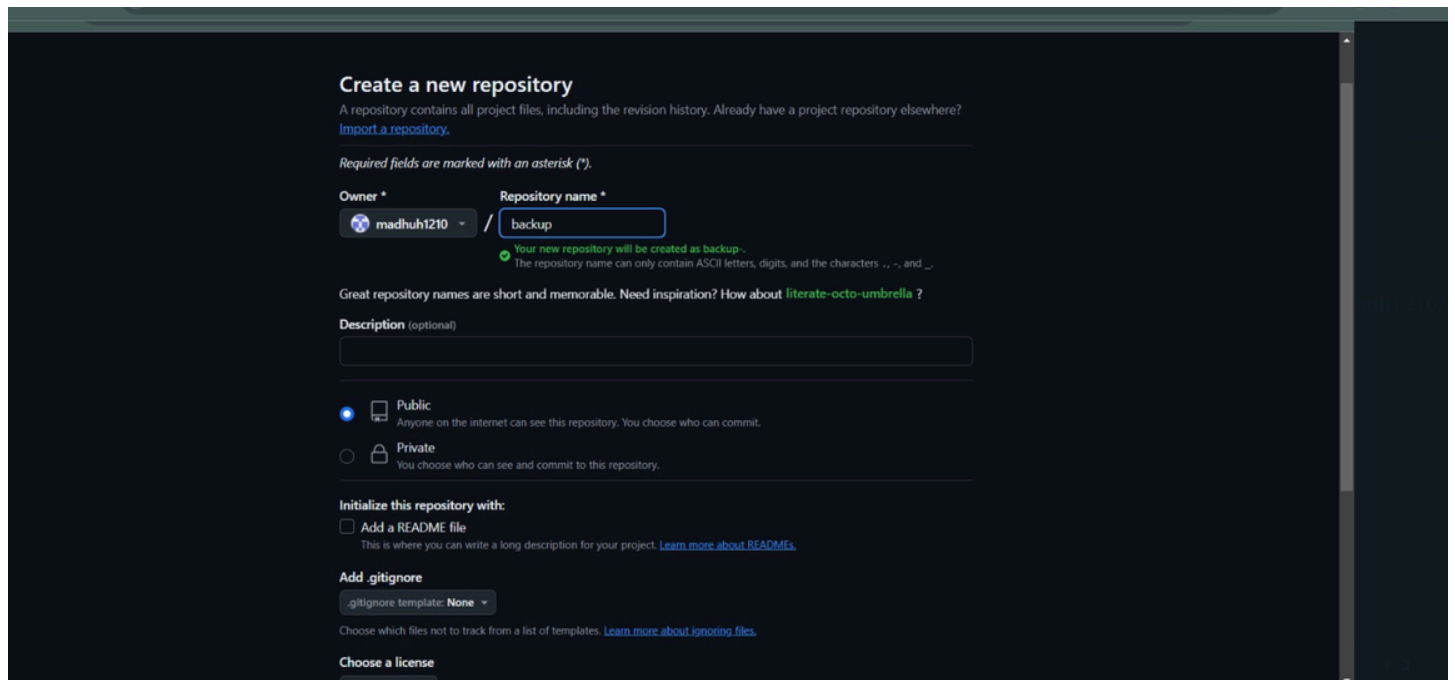 Create a new repository
A repository contains all project files, including the revision history. Already have a project repository elsewhere?
Import a repository.
Required fields are marked with an asterisk (*).
Owner * Repository name *
madhuh1210 / backup
Your new repository will be created as backup-.
The repository name can only contain ASCII letters, digits, and the characters ., -, and _.
Great repository names are short and memorable. Need inspiration? How about literate-octo-umbrella ?
Description (optional)
Public
Anyone on the internet can see this repository. You choose who can commit.
Private
You choose who can see and commit to this repository.
Initialize this repository with:
Add a README file
This is where you can write a long description for your project. Learn more about READMEs.
Add .gitignore
.gitignore template: None
Choose which files not to track from a list of templates. Learn more about ignoring files.
Choose a license